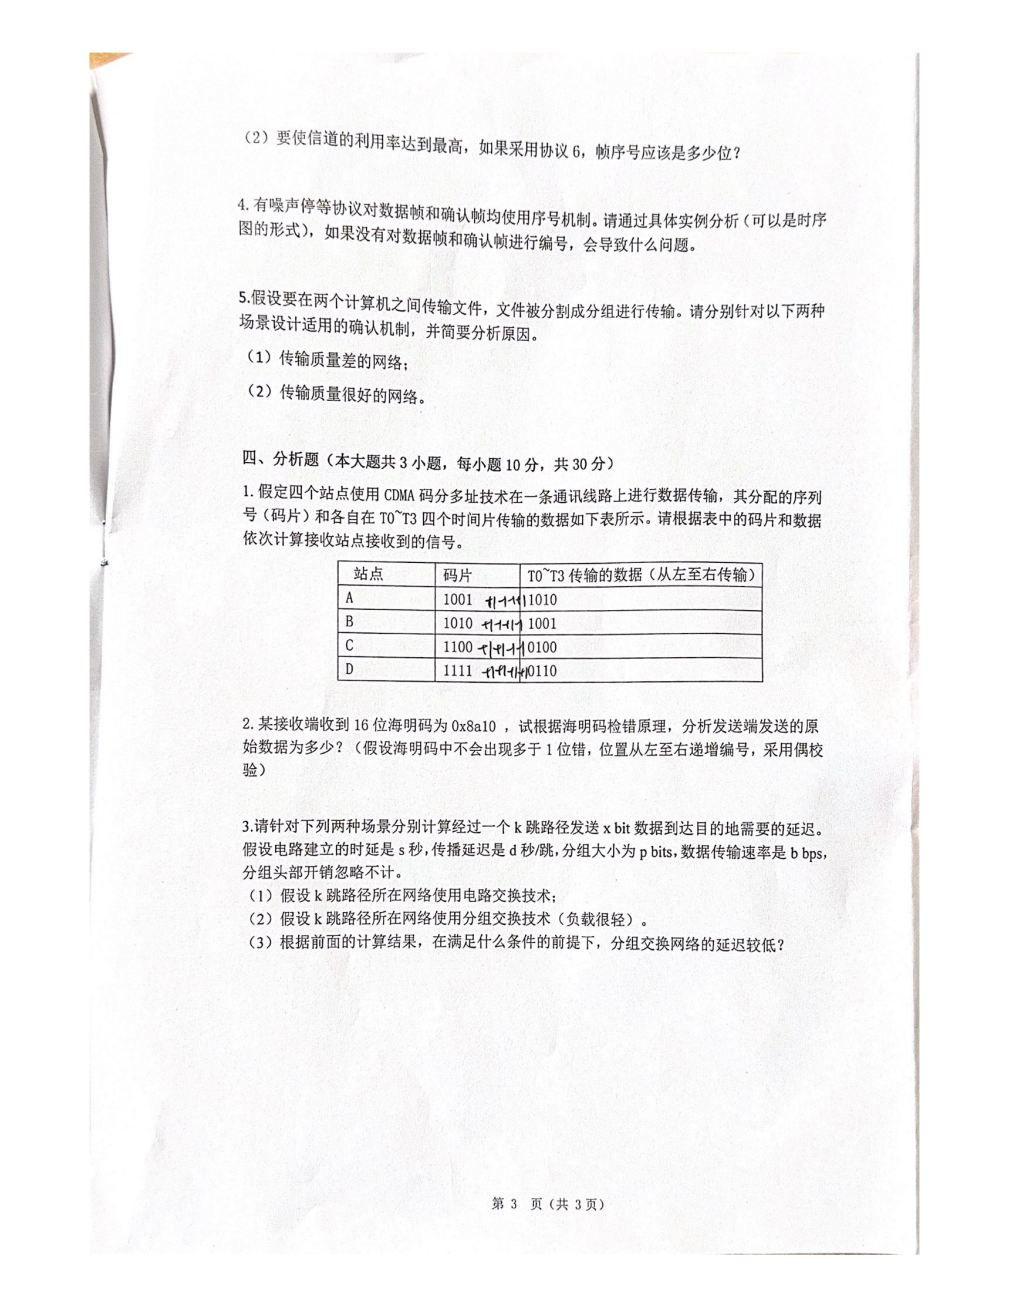 （2）要使信道的利用率达到最高，如果采用协议 6，帧序号应该是多少位？
4. 有噪声停等协议对数据帧和确认帧均使用序号机制。请通过具体实例分析（可以是时序
图的形式），如果没有对数据帧和确认帧进行编号，会导致什么问题。
5.假设要在两个计算机之间传输文件，文件被分割成分组进行传输。请分别针对以下两种
场景设计适用的确认机制，并简要分析原因。
（1）传输质量差的网络；
（2）传输质量很好的网络。
四、分析题（本大题共 3 小题，每小题 10 分，共 30 分）
1. 假定四个站点使用 CDMA 码分多址技术在一条通讯线路上进行数据传输，其分配的序列
号（码片）和各自在 T0~T3 四个时间片传输的数据如下表所示。请根据表中的码片和数据
依次计算接收站点接收到的信号。
站点 码片 T0~T3 传输的数据（从左至右传输）
A 1001 +1-1-1+1 1010
B 1010 +1-1+1-1 1001
C 1100 +1+1-1-1 0100
D 1111 +1+1+1+1 0110
2. 某接收端收到 16 位海明码为 0x8a10 ，试根据海明码检错原理，分析发送端发送的原
始数据为多少？（假设海明码中不会出现多于 1 位错，位置从左至右递增编号，采用偶校
验）
3.请针对下列两种场景分别计算经过一个 k 跳路径发送 x bit 数据到达目的地需要的延迟。
假设电路建立的时延是 s 秒，传播延迟是 d 秒/跳，分组大小为 p bits，数据传输速率是 b bps，
分组头部开销忽略不计。
（1）假设 k 跳路径所在网络使用电路交换技术；
（2）假设 k 跳路径所在网络使用分组交换技术（负载很轻）。
（3）根据前面的计算结果，在满足什么条件的前提下，分组交换网络的延迟较低？
第 3 页（共 3 页）